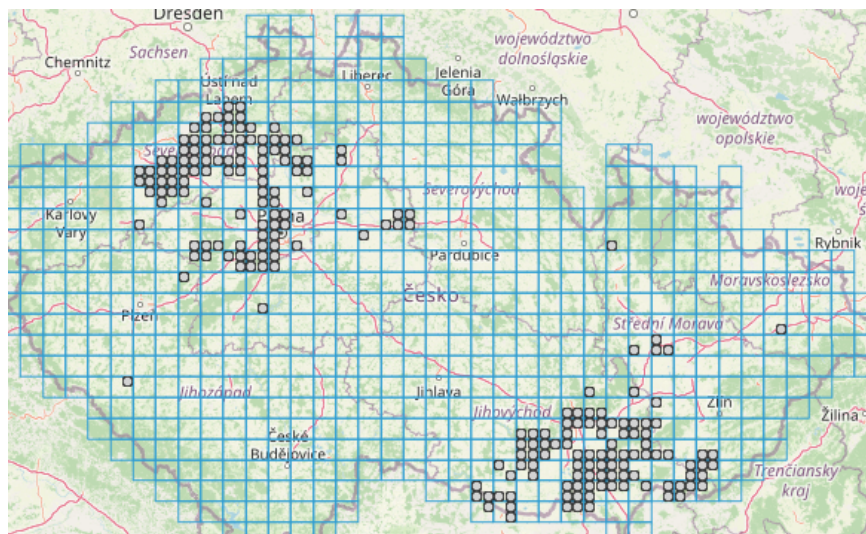 Dresden
województwo
dolnośląskie
Chemnitz
Sachsen
Jelenia
Góra
Liberec
Ústí nad
Labem
Wałbrzych
województwo
opolskie
Karlovy
Vary
Severovýchod
Praha
Rybnik
Pardubice
Moravskoslezsko
Česko
Plzeň
Střední Morava
Jihozápad
Jihlava
Zlín
Jihovýchod
Žilina
České
Budějovice
Trenčiansky
kraj